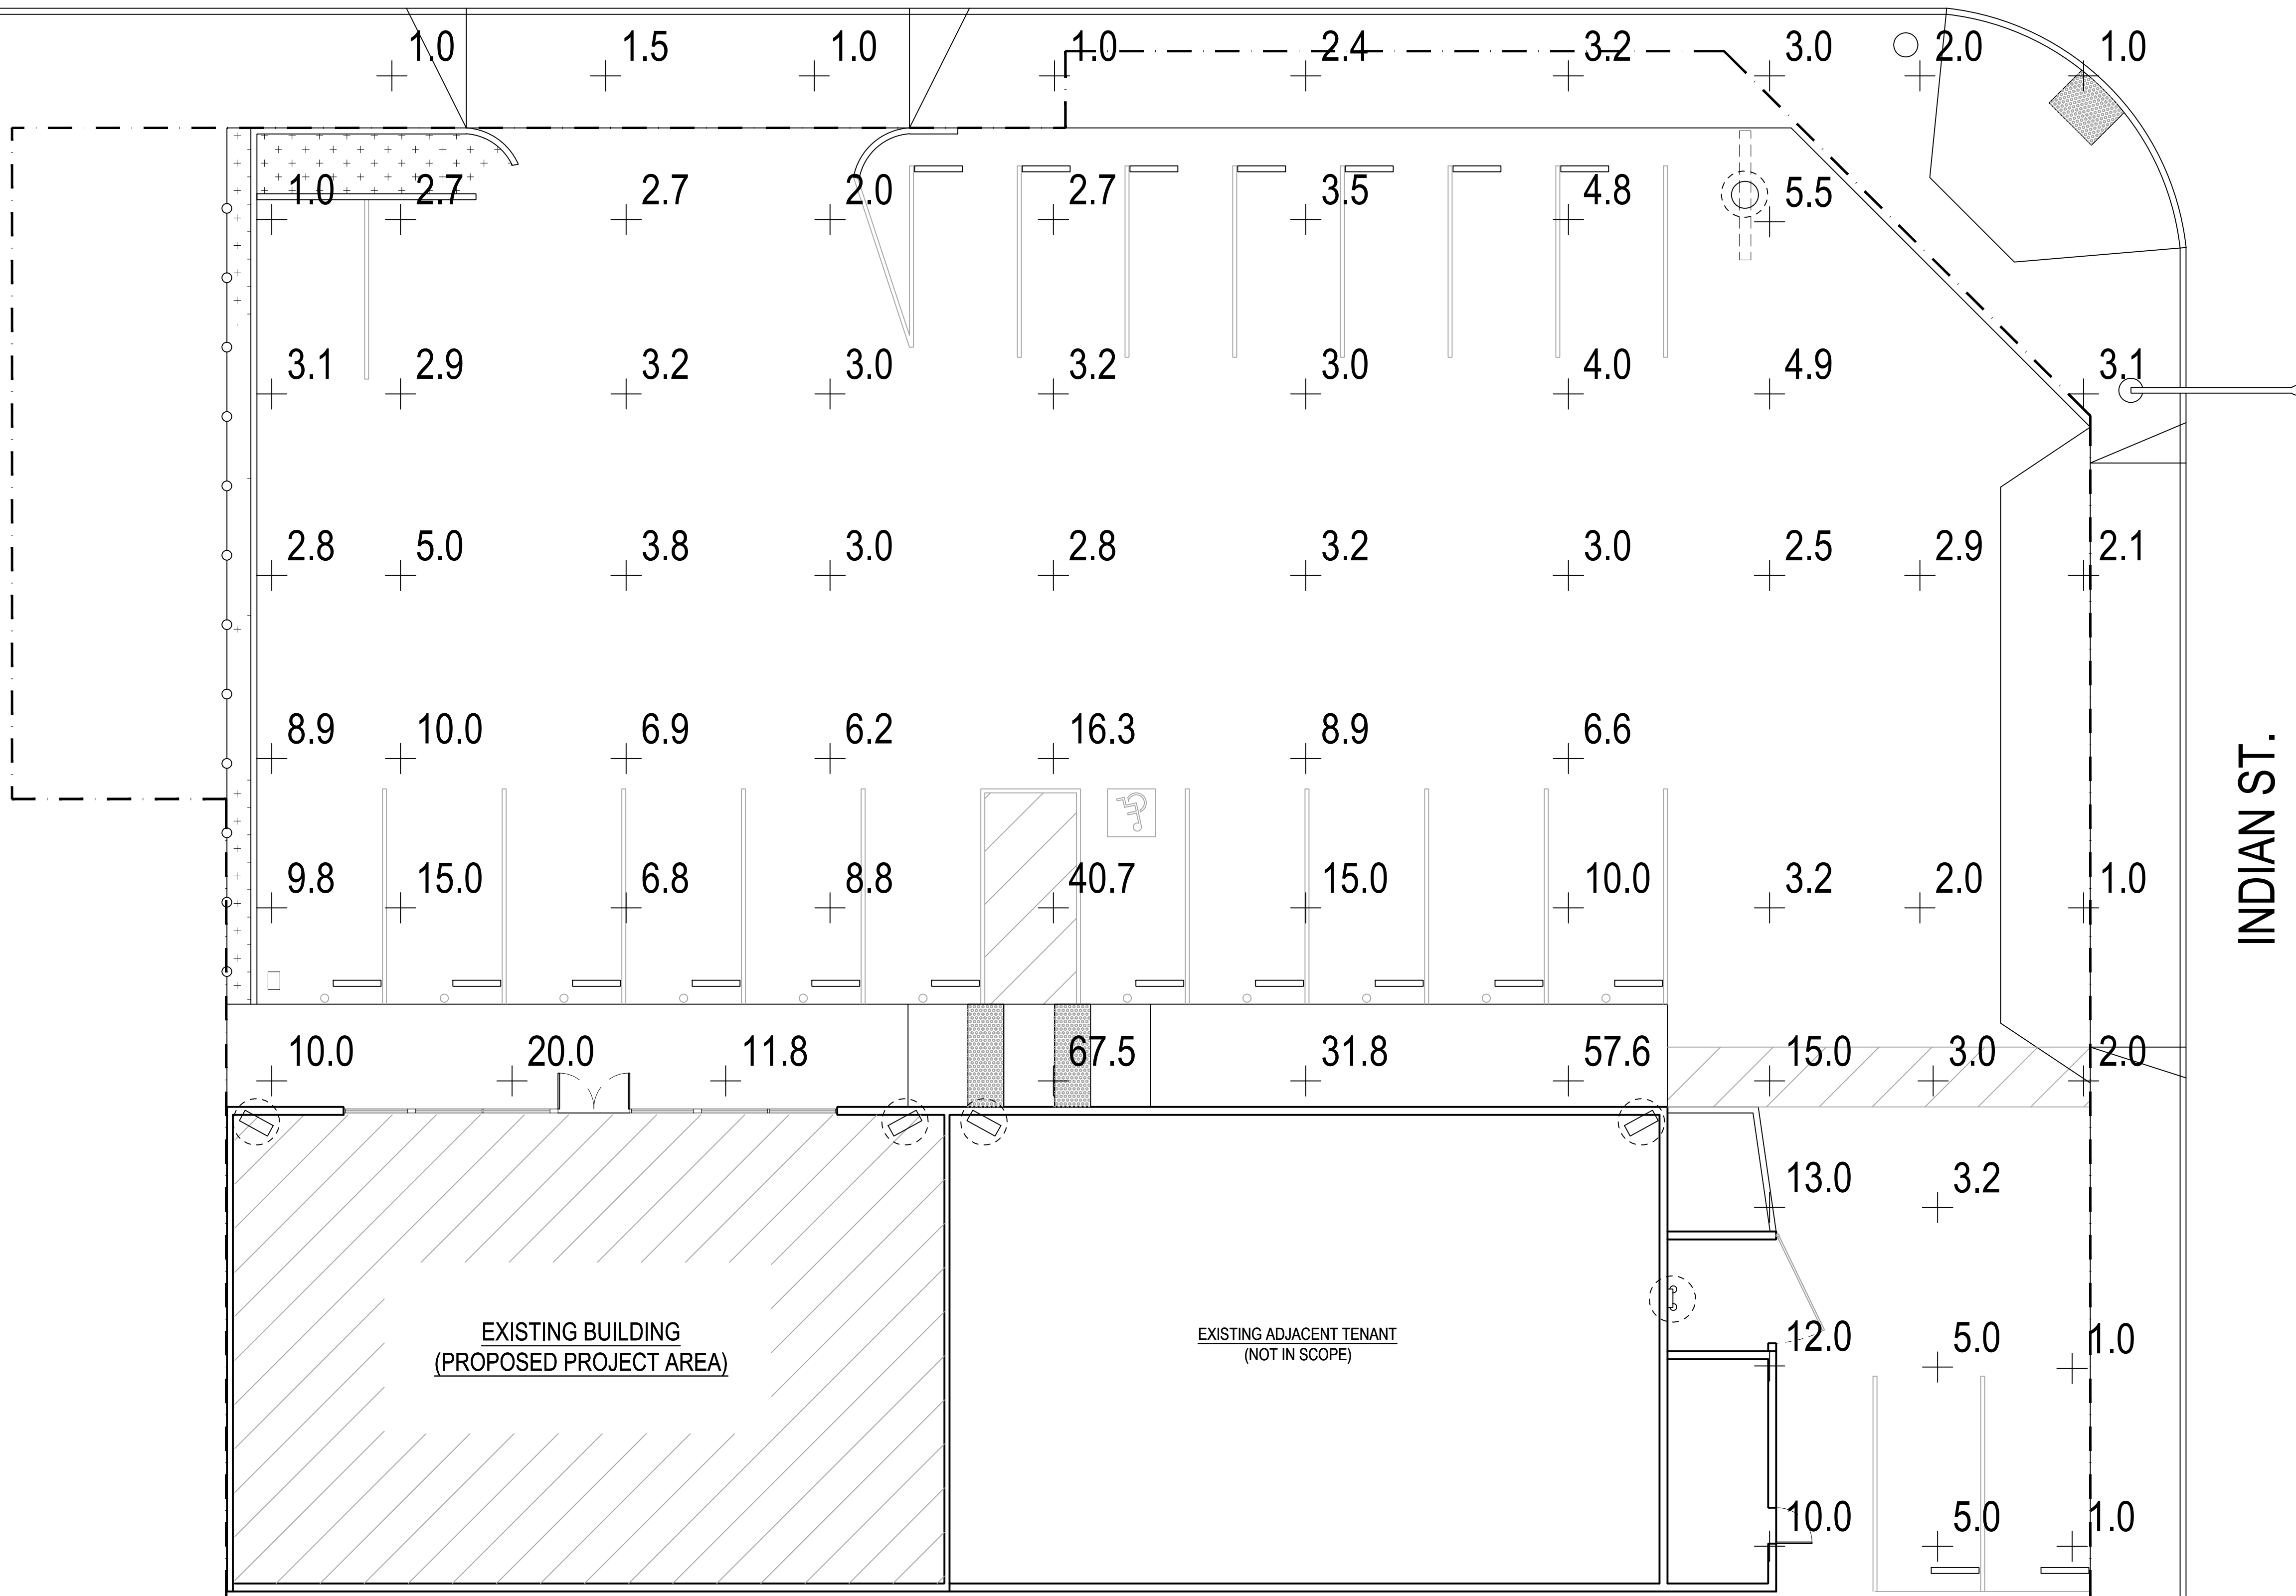 1.0 1.5 1.0 1.0 2.4 3.2 3.0 2.0 1.0
1.0 2.7 2.7 2.0 2.7 3.5 4.8 5.5
3.1 2.9 3.2 3.0 3.2 3.0 4.0 4.9 3.1
2.8 5.0 3.8 3.0 2.8 3.2 3.0 2.5 2.9 2.1
8.9 10.0 6.9 6.2 16.3 8.9 6.6
INDIAN ST.
9.8 15.0 6.8 8.8 40.7 15.0 10.0 3.2 2.0 1.0
10.0 20.0 11.8 67.5 31.8 57.6 15.0 3.0 2.0
13.0 3.2
EXISTING BUILDING
(PROPOSED PROJECT AREA)
EXISTING ADJACENT TENANT
(NOT IN SCOPE)
12.0 5.0 1.0
10.0 5.0 1.0